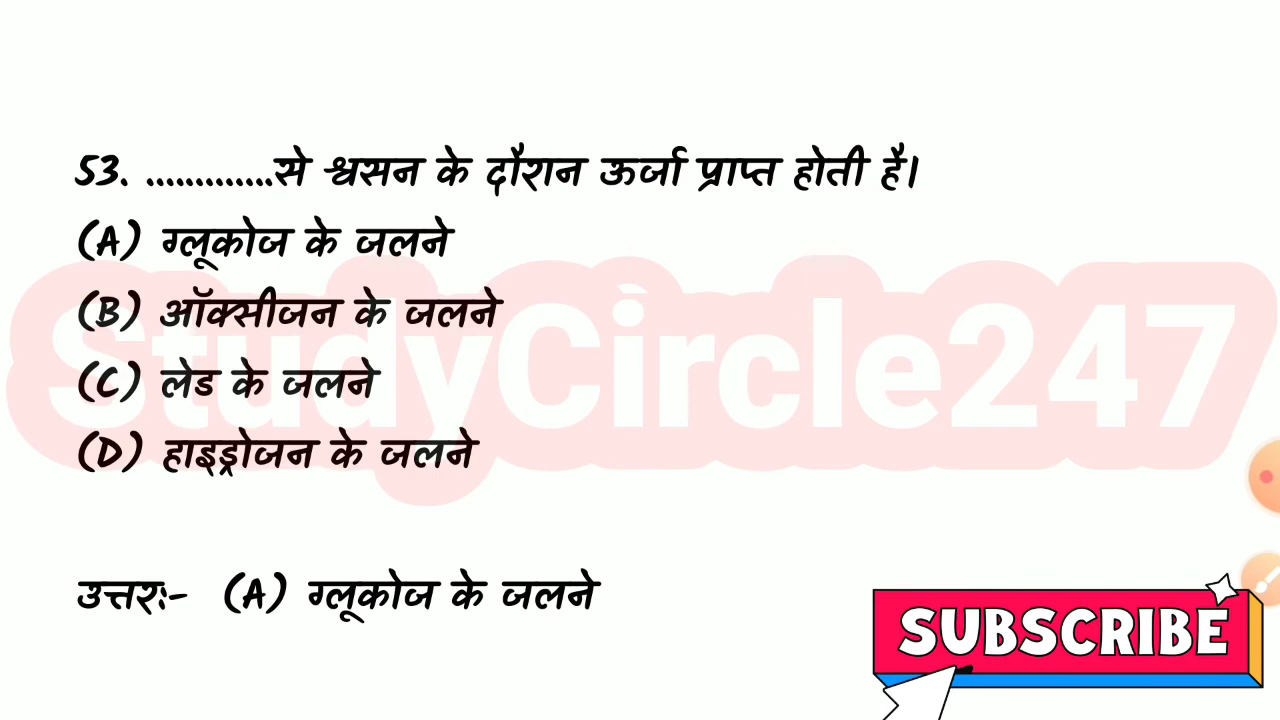 53. .............से श्वसन के दौरान ऊर्जा प्राप्त होती है।
(A) ग्लूकोज के जलने
(B) ऑक्सीजन के जलने
(C) लेड के जलने
(D) हाइड्रोजन के जलने
StudyCircle247
उत्तर:- (A) ग्लूकोज के जलने
SUBSCRIBE